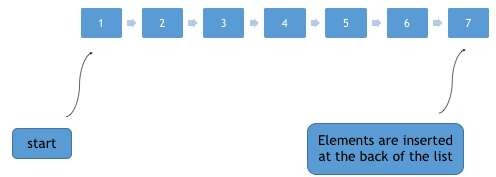 1 2 3 4 5 6 7
start
Elements are inserted
at the back of the list